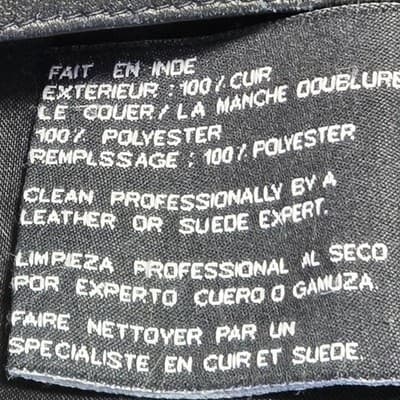 FAIT EN INDE
EXTERIEUR : 100% CUIR
LE COUER/LA MANCHE DOUBLURE
100% POLYESTER
REMPLSSAGE : 100% POLYESTER
CLEAN PROFESSIONALLY BY A
LEATHER OR SUEDE EXPERT.
LIMPIEZA PROFESSIONAL AL SECO
POR EXPERTO CUERO O GAMUZA.
FAIRE NETTOYER PAR UN
SPECIALISTE EN CUIR ET SUEDE.